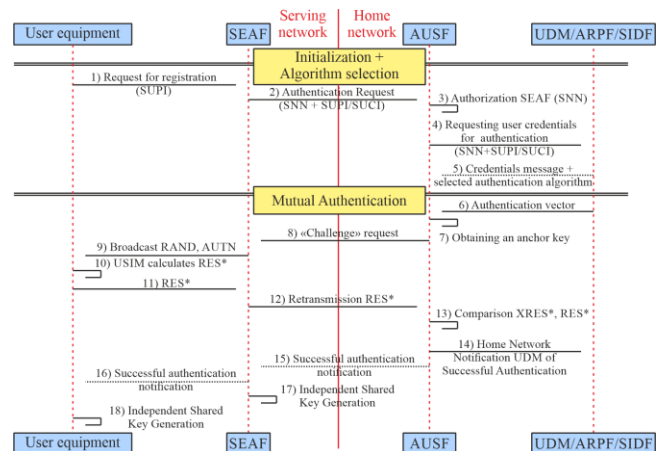 Serving network
Home network
User equipment
SEAF
AUSF
UDM/ARPF/SIDF
Initialization +
Algorithm selection
1) Request for registration
(SUPI)
2) Authentication Request
(SNN + SUPI/SUCI)
3) Authorization SEAF (SNN)
4) Requesting user credentials
for authentication
(SNN+SUPI/SUCI)
5) Credentials message +
selected authentication algorithm
Mutual Authentication
6) Authentication vector
7) Obtaining an anchor key
8) «Challenge» request
9) Broadcast RAND, AUTN
10) USIM calculates RES*
11) RES*
12) Retransmission RES*
13) Comparison XRES*, RES*
14) Home Network
Notification UDM of
Successful Authentication
15) Successful authentication
notification
16) Successful authentication
notification
17) Independent Shared
Key Generation
18) Independent Shared
Key Generation
User equipment
SEAF
AUSF
UDM/ARPF/SIDF